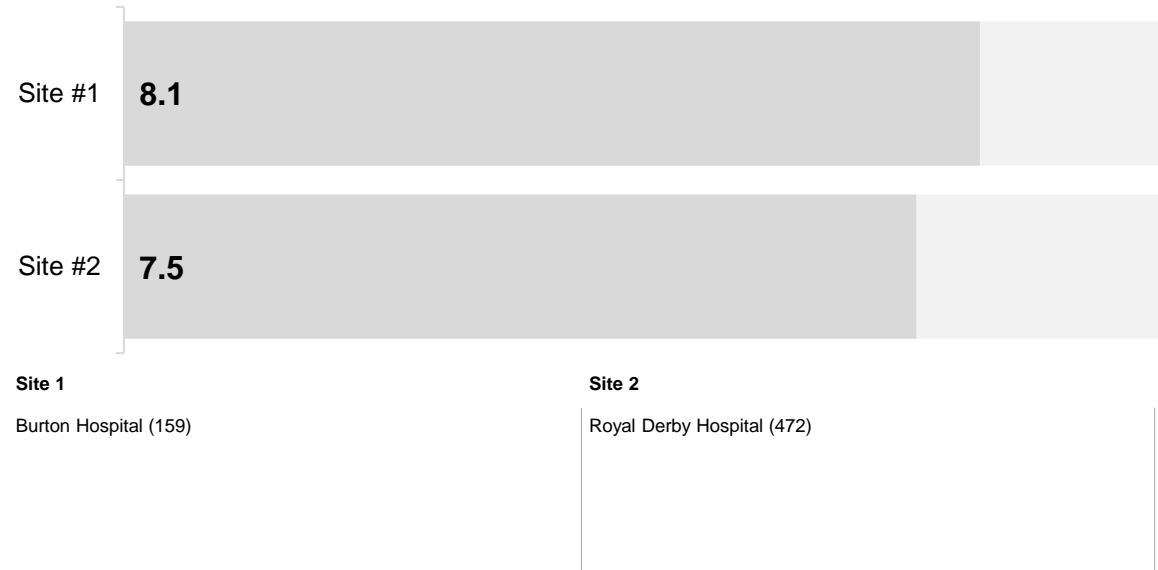 Site #1
8.1
Site #2
7.5
Site 1
Site 2
Burton Hospital (159)
Royal Derby Hospital (472)